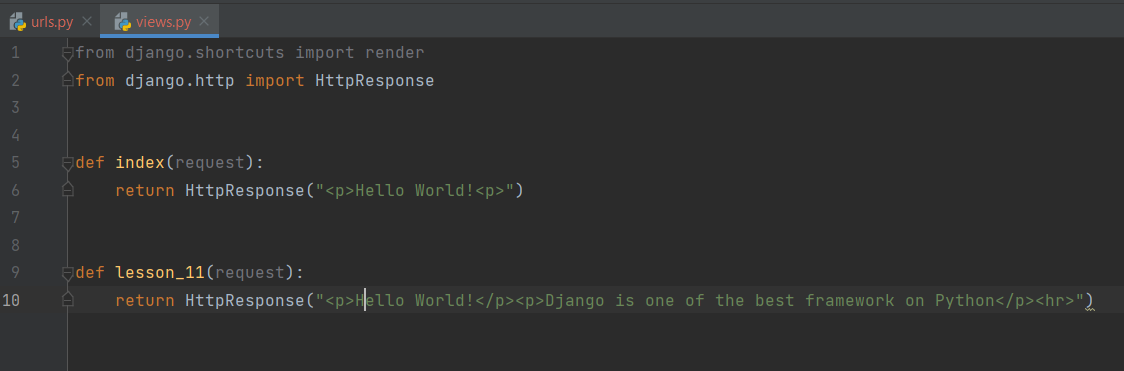 urls.py views.py
1 from django.shortcuts import render
2 from django.http import HttpResponse
3
4
5 def index(request):
6     return HttpResponse("<p>Hello World!<p>")
7
8
9 def lesson_11(request):
10     return HttpResponse("<p>Hello World!</p><p>Django is one of the best framework on Python</p><hr>")